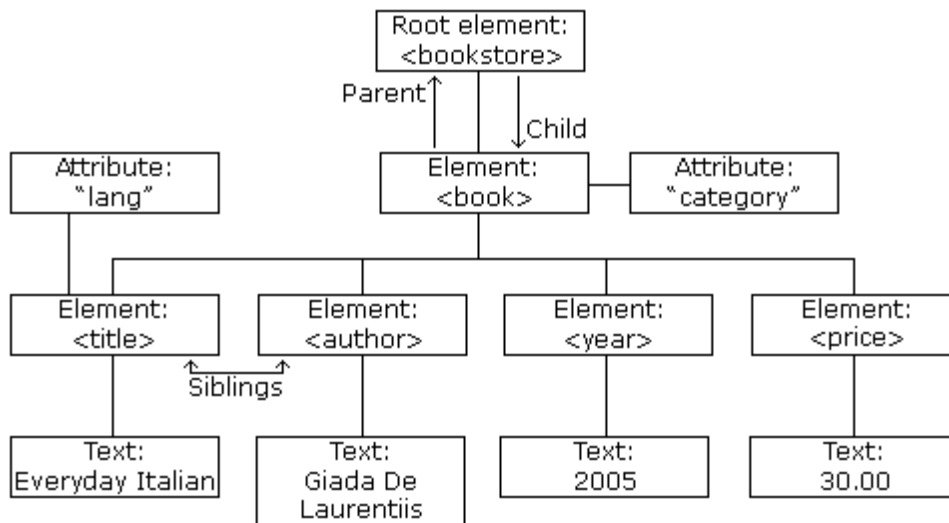 Root element:
<bookstore>
Parent
Child
Attribute:
“lang”
Element:
<book>
Attribute:
“category”
Element:
<title>
Element:
<author>
Element:
<year>
Element:
<price>
Siblings
Text:
Everyday Italian
Text:
Giada De
Laurentiis
Text:
2005
Text:
30.00